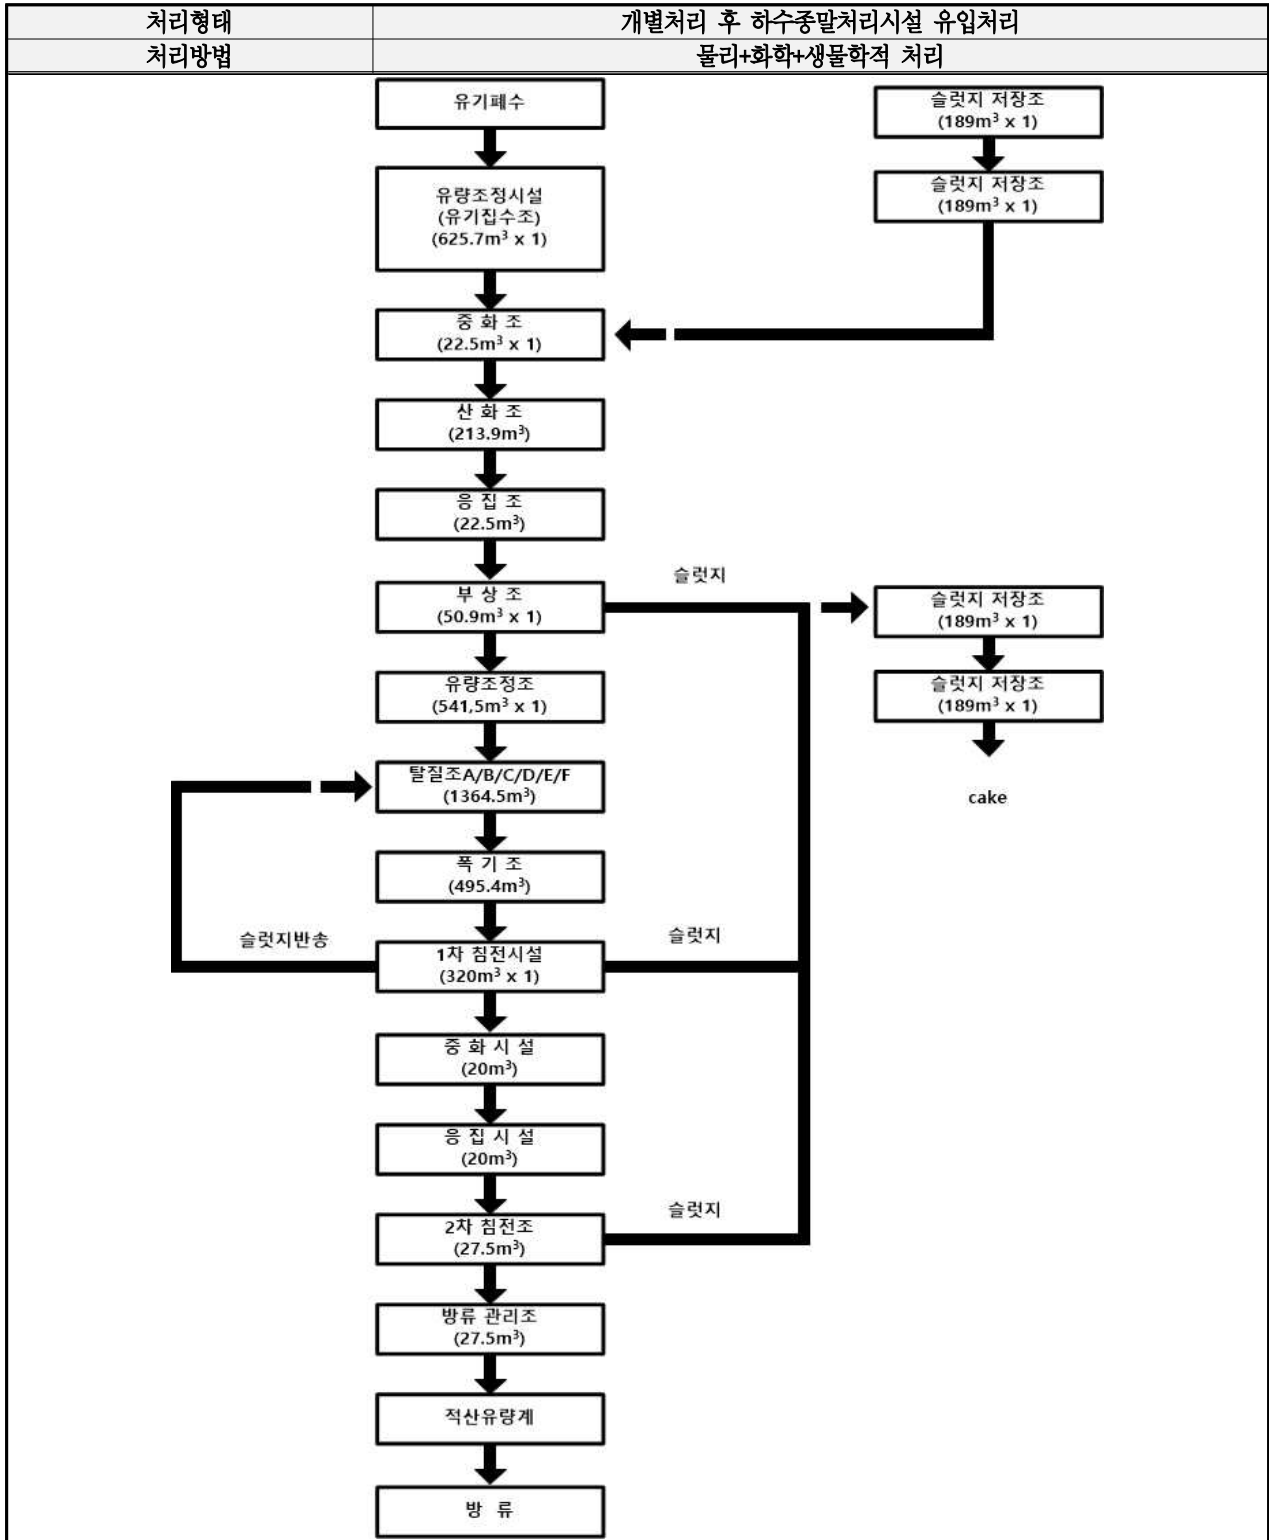 처리형태
개별처리 후 하수종말처리시설 유입처리
처리방법
물리+화학+생물학적 처리
유기폐수
유량조정시설
(유기집수조)
(625.7m³ x 1)
중 화 조
(22.5m³ x 1)
산 화 조
(213.9m³)
응 집 조
(22.5m³)
부 상 조
(50.9m³ x 1)
유량조정조
(541,5m³ x 1)
탈질조A/B/C/D/E/F
(1364.5m³)
폭 기 조
(495.4m³)
1차 침전시설
(320m³ x 1)
중 화 시 설
(20m³)
응 집 시 설
(20m³)
2차 침전조
(27.5m³)
방류 관리조
(27.5m³)
적산유량계
방 류
슬럿지반송
슬럿지
슬럿지
슬럿지
슬럿지 저장조
(189m³ x 1)
슬럿지 저장조
(189m³ x 1)
슬럿지 저장조
(189m³ x 1)
슬럿지 저장조
(189m³ x 1)
cake